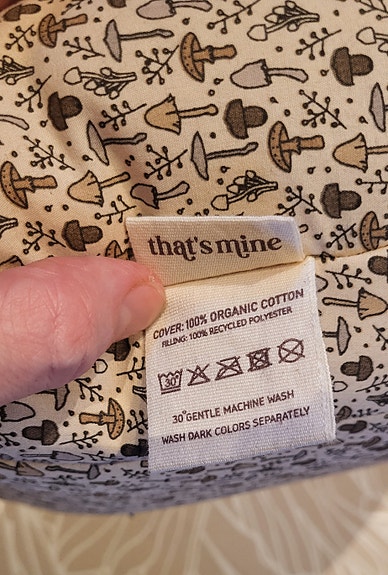 that's mine
COVER: 100% ORGANIC COTTON
FILLING: 100% RECYCLED POLYESTER
30°
30° GENTLE MACHINE WASH
WASH DARK COLORS SEPARATELY